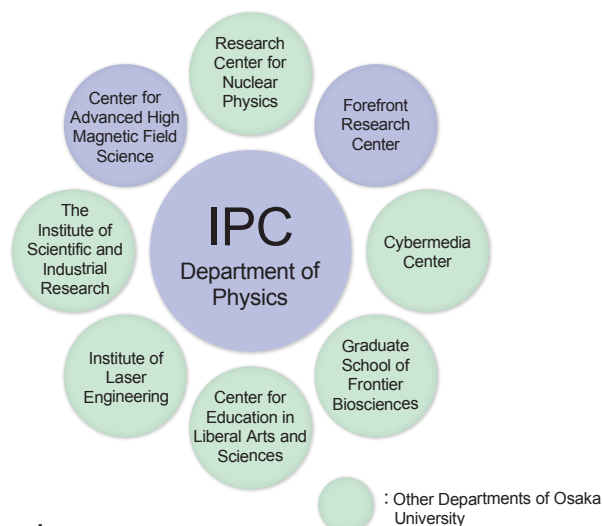 Research
Center for
Nuclear
Physics
Center for
Advanced High
Magnetic Field
Science
Forefront
Research
Center
IPC
Department of
Physics
The
Institute of
Scientific and
Industrial
Research
Cybermedia
Center
Institute of
Laser
Engineering
Graduate
School of
Frontier
Biosciences
Center for
Education in
Liberal Arts and
Sciences
: Other Departments of Osaka
University